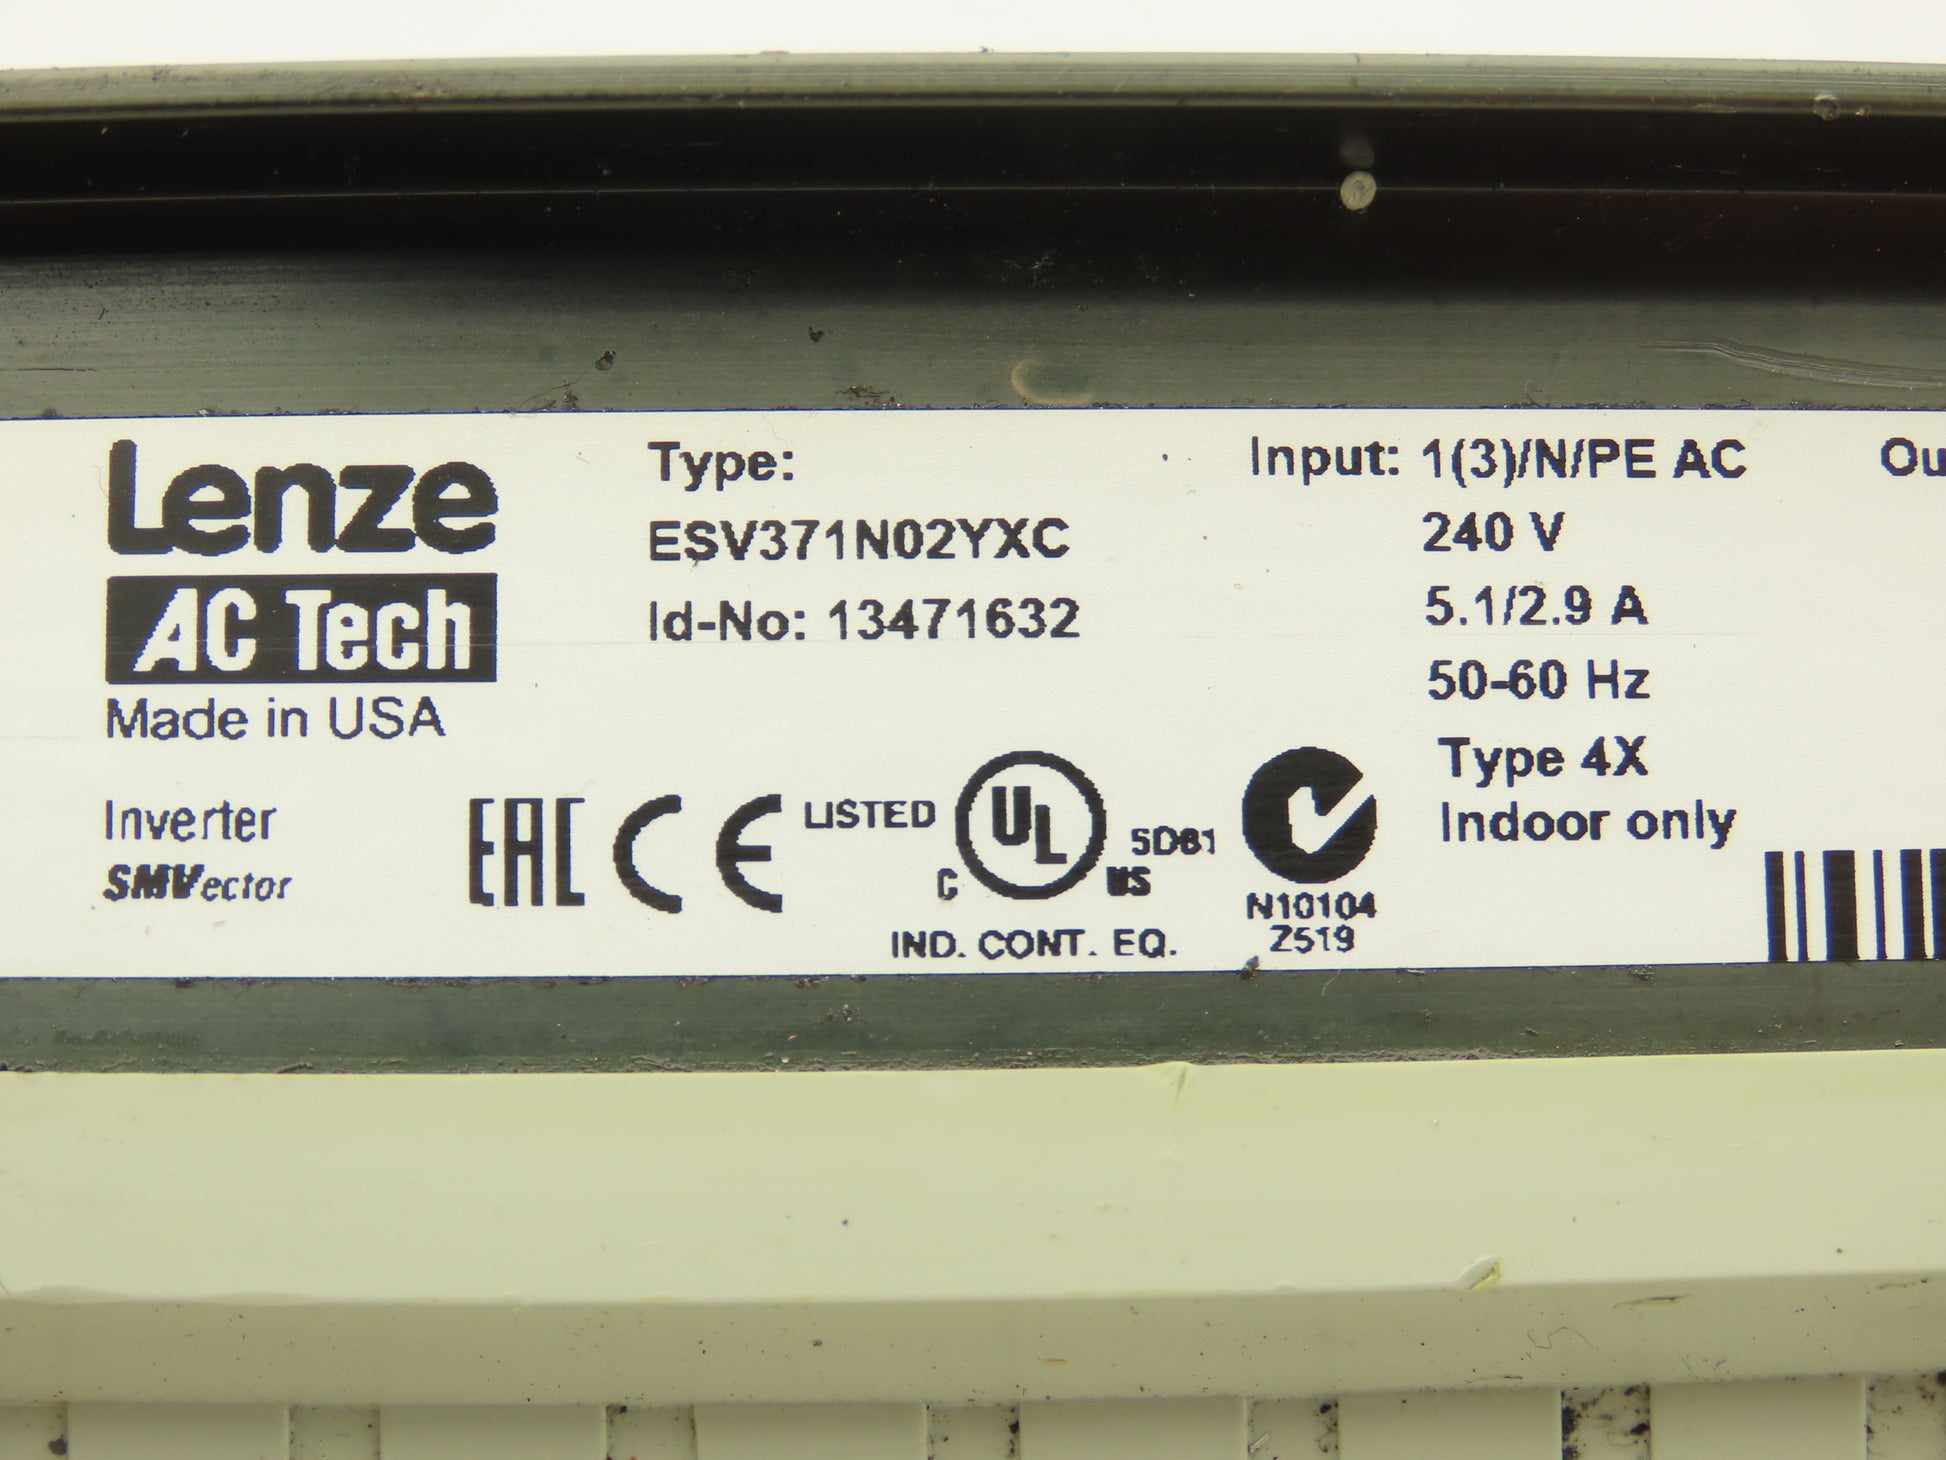 Lenze
AC Tech
Made in USA
Inverter
SMVector
Type:
ESV371N02YXC
Id-No: 13471632
EAC CE LISTED C UL US 5D81
IND. CONT. EQ.
N10104
Z519
Input: 1(3)/N/PE AC
240 V
5.1/2.9 A
50-60 Hz
Type 4X
Indoor only
Ou